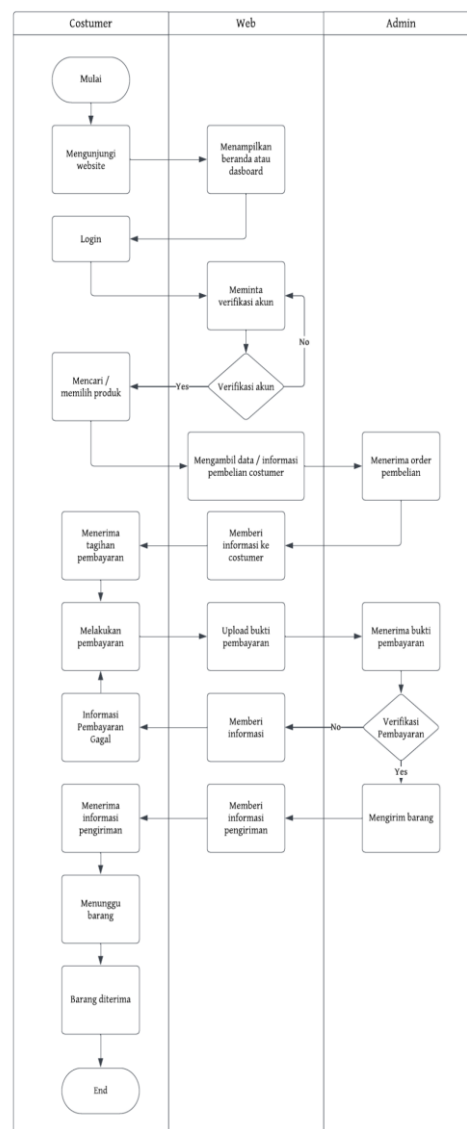 Costumer
Web
Admin
Mulai
Mengunjungi
website
Menampilkan
beranda atau
dasboard
Login
Meminta
verifikasi akun
No
Mencari /
memilih produk
Yes
Verifikasi akun
Mengambil data / informasi
pembelian costumer
Menerima order
pembelian
Menerima
tagihan
pembayaran
Memberi
informasi ke
costumer
Melakukan
pembayaran
Upload bukti
pembayaran
Menerima bukti
pembayaran
Informasi
Pembayaran
Gagal
Memberi
informasi
No
Verifikasi
Pembayaran
Yes
Menerima
informasi
pengiriman
Memberi
informasi
pengiriman
Mengirim barang
Menunggu
barang
Barang diterima
End